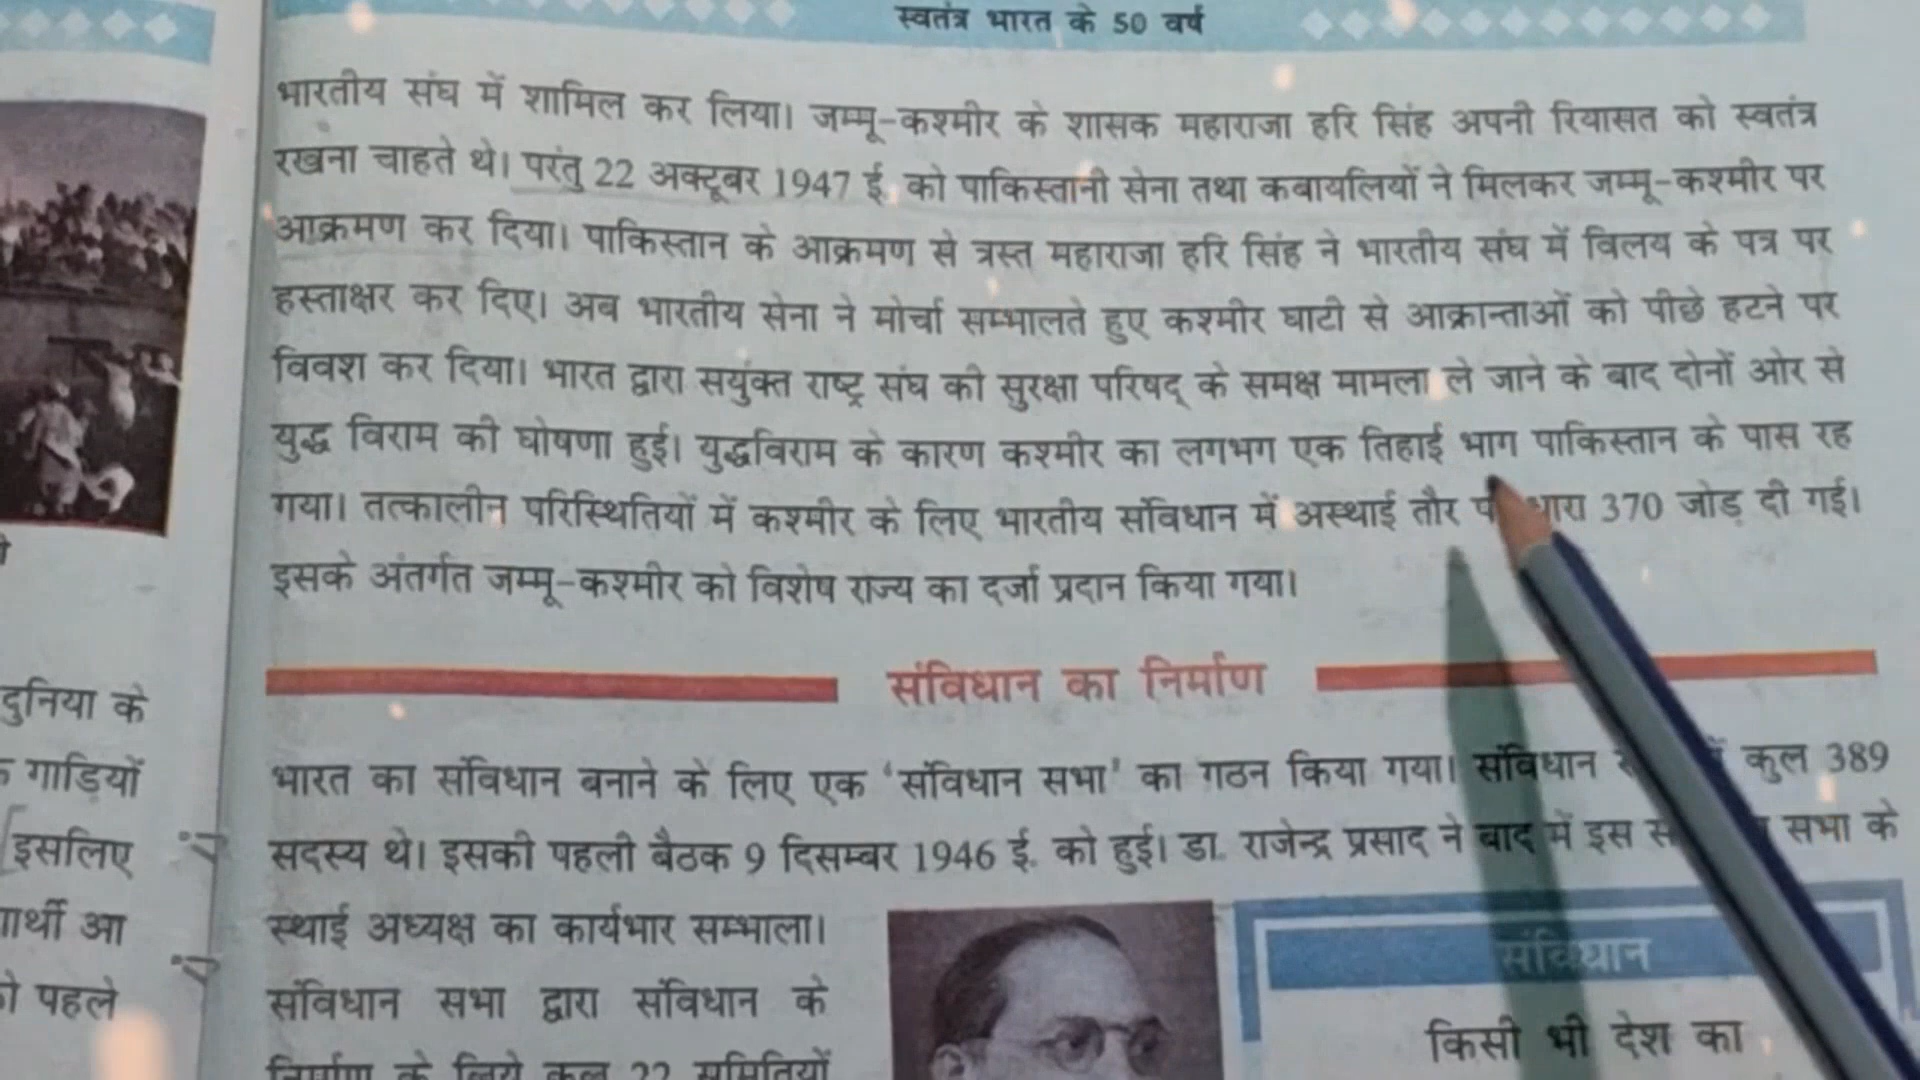 स्वतंत्र भारत के 50 वर्ष
भारतीय संघ में शामिल कर लिया। जम्मू-कश्मीर के शासक महाराजा हरि सिंह अपनी रियासत को स्वतंत्र
रखना चाहते थे। परंतु 22 अक्टूबर 1947 ई. को पाकिस्तानी सेना तथा कबायलियों ने मिलकर जम्मू-कश्मीर पर
आक्रमण कर दिया। पाकिस्तान के आक्रमण से त्रस्त महाराजा हरि सिंह ने भारतीय संघ में विलय के पत्र पर
हस्ताक्षर कर दिए। अब भारतीय सेना ने मोर्चा सम्भालते हुए कश्मीर घाटी से आक्रान्ताओं को पीछे हटने पर
विवश कर दिया। भारत द्वारा सयुंक्त राष्ट्र संघ की सुरक्षा परिषद् के समक्ष मामला ले जाने के बाद दोनों ओर से
युद्ध विराम की घोषणा हुई। युद्धविराम के कारण कश्मीर का लगभग एक तिहाई भाग पाकिस्तान के पास रह
गया। तत्कालीन परिस्थितियों में कश्मीर के लिए भारतीय संविधान में अस्थाई तौर 370 जोड़ दी गई।
इसके अंतर्गत जम्मू-कश्मीर को विशेष राज्य का दर्जा प्रदान किया गया।
संविधान का निर्माण
भारत का संविधान बनाने के लिए एक 'संविधान सभा' का गठन किया गया। संविधान कुल 389
सदस्य थे। इसकी पहली बैठक 9 दिसम्बर 1946 ई. को हुई। डा. राजेन्द्र प्रसाद ने बाद में इस सभा के
स्थाई अध्यक्ष का कार्यभार सम्भाला।
संविधान सभा द्वारा संविधान के
निर्माण के लिये कुल 22 समितियों
संविधान
किसी भी देश का
दुनिया के
गाड़ियों
इसलिए
आ
पहले